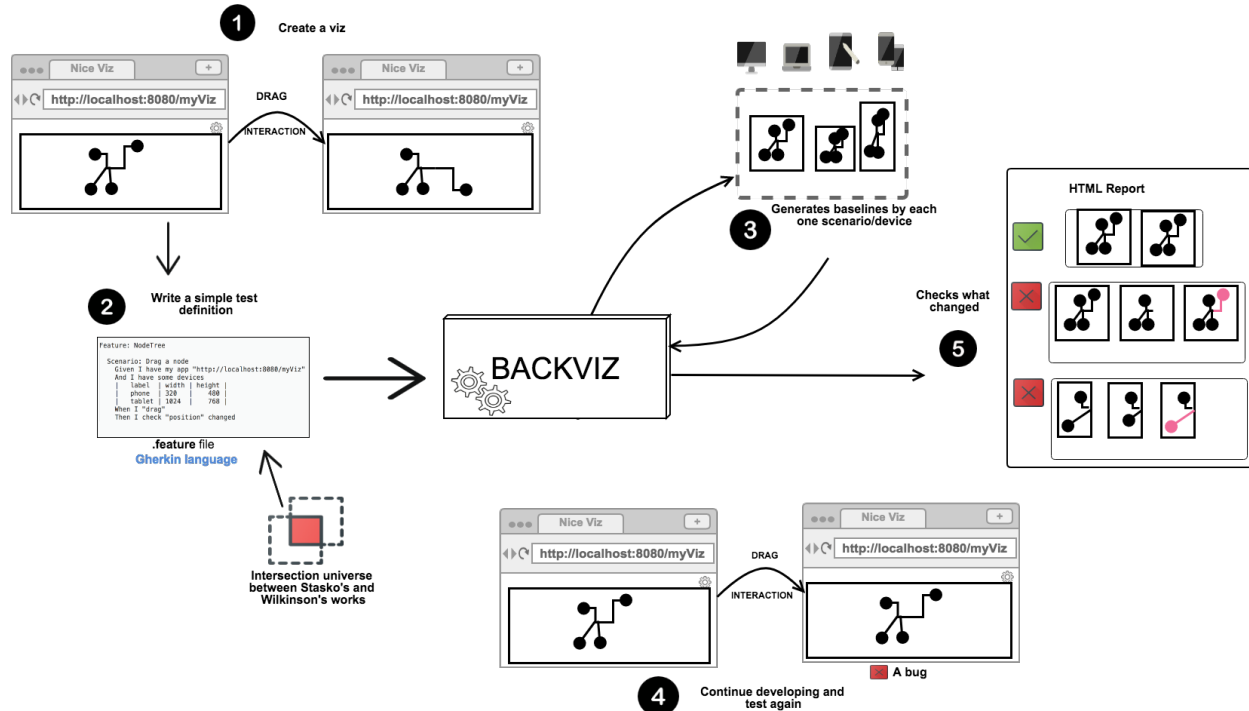 1
Create a viz
Nice Viz
+
http://localhost:8080/myViz
DRAG
INTERACTION
Nice Viz
+
http://localhost:8080/myViz
2
Write a simple test
definition
Feature: NodeTree
Scenario: Drag a node
Given I have my app "http://localhost:8080/myViz"
And I have some devices
| label | width | height |
| phone | 320 | 480 |
| tablet | 1024 | 768 |
When I "drag"
Then I check "position" changed
.feature file
Gherkin language
Intersection universe
between Stasko's and
Wilkinson's works
BACKVIZ
3
Generates baselines by each
one scenario/device
4
Continue developing and
test again
Nice Viz
+
http://localhost:8080/myViz
DRAG
INTERACTION
Nice Viz
+
http://localhost:8080/myViz
A bug
Checks what
changed
5
HTML Report